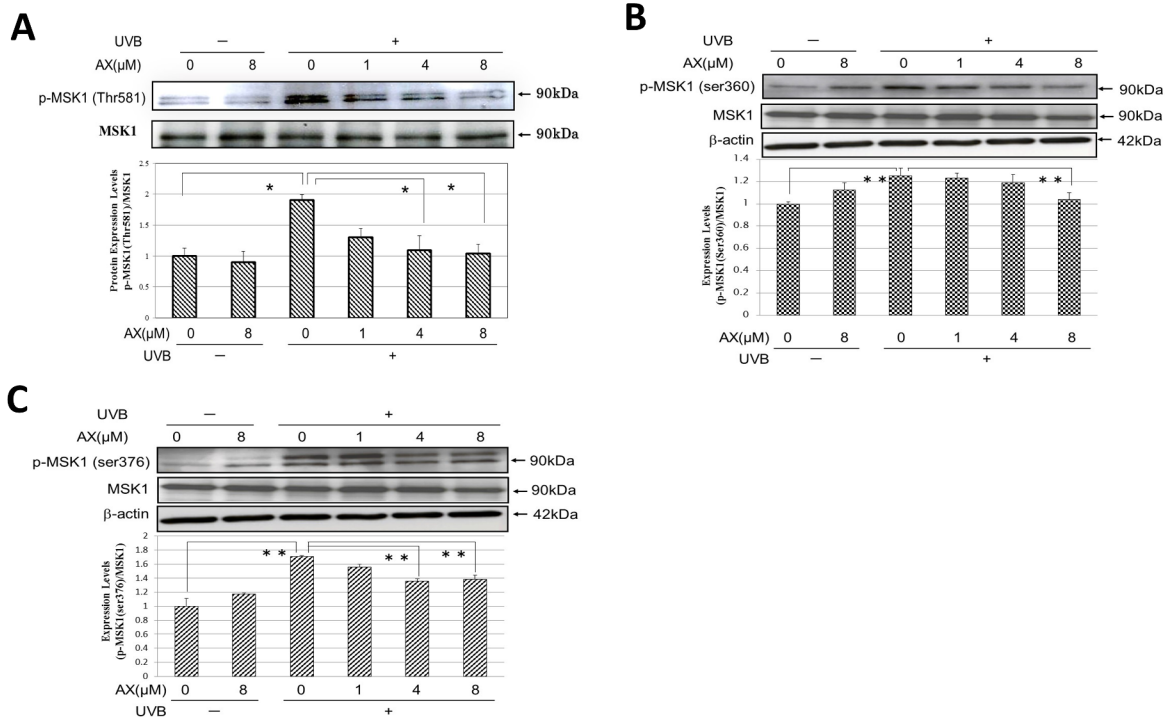 A
UVB – +
AX(μM) 0 8 0 1 4 8
p-MSK1 (Thr581) ← 90kDa
MSK1 ← 90kDa
Protein Expression Levels
p-MSK1(Thr581)/MSK1
2.5
2
1.5
1
0.5
0
* * *
AX(μM) 0 8 0 1 4 8
UVB – +
B
UVB – +
AX(μM) 0 8 0 1 4 8
p-MSK1 (ser360) ← 90kDa
MSK1 ← 90kDa
β-actin ← 42kDa
Expression Levels
(p-MSK1(Ser360)/MSK1)
1.4
1.2
1
0.8
0.6
0.4
0.2
0
** **
AX(μM) 0 8 0 1 4 8
UVB – +
C
UVB – +
AX(μM) 0 8 0 1 4 8
p-MSK1 (ser376) ← 90kDa
MSK1 ← 90kDa
β-actin ← 42kDa
Expression Levels
(p-MSK1(ser376)/MSK1)
2
1.8
1.6
1.4
1.2
1
0.8
0.6
0.4
0.2
0
** ** **
AX(μM) 0 8 0 1 4 8
UVB – +